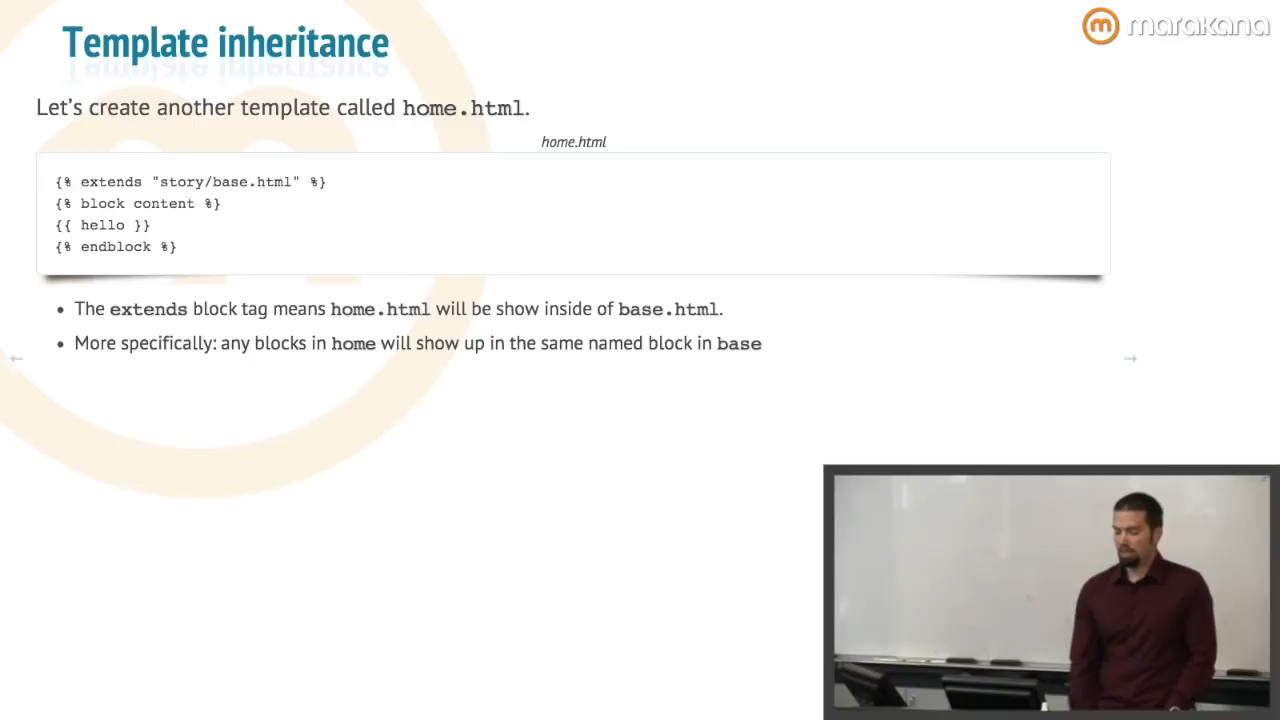 Template inheritance
marakana
Let's create another template called home.html.
home.html
{% extends "story/base.html" %}
{% block content %}
{{ hello }}
{% endblock %}
• The extends block tag means home.html will be show inside of base.html.
• More specifically: any blocks in home will show up in the same named block in base